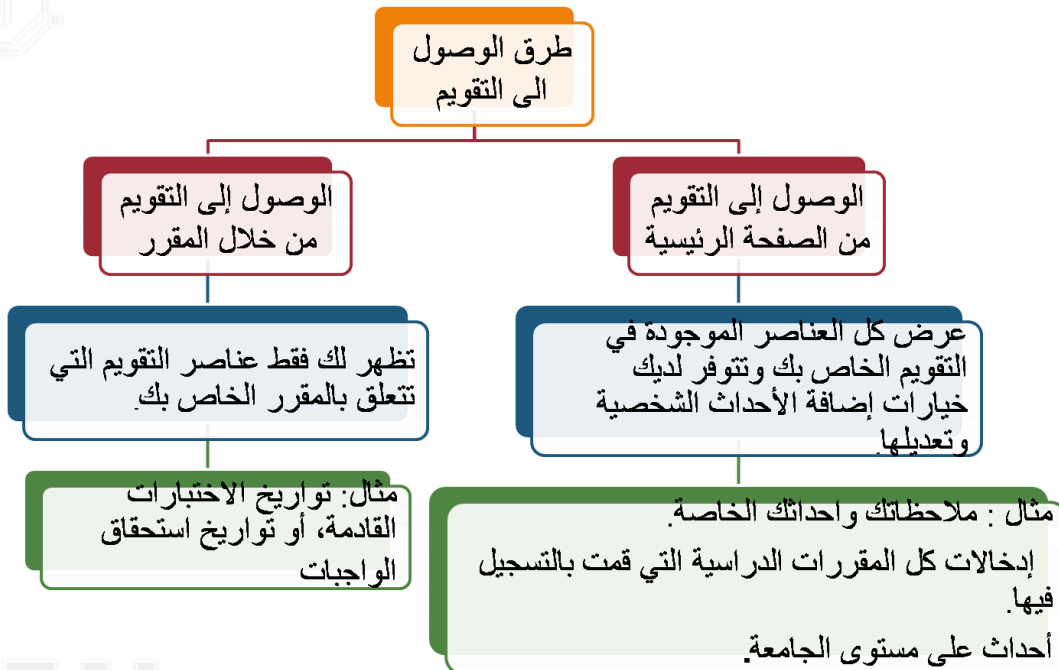 طرق الوصول
الى التقويم
الوصول إلى التقويم
من الصفحة الرئيسية
الوصول إلى التقويم
من خلال المقرر
عرض كل العناصر الموجودة في
التقويم الخاص بك وتتوفر لديك
خيارات إضافة الأحداث الشخصية
وتعديلها.
تظهر لك فقط عناصر التقويم التي
تتعلق بالمقرر الخاص بك.
مثال : ملاحظاتك واحداثك الخاصة.
إدخالات كل المقررات الدراسية التي قمت بالتسجيل
فيها.
أحداث على مستوى الجامعة.
مثال: تواريخ الاختبارات
القادمة، أو تواريخ استحقاق
الواجبات